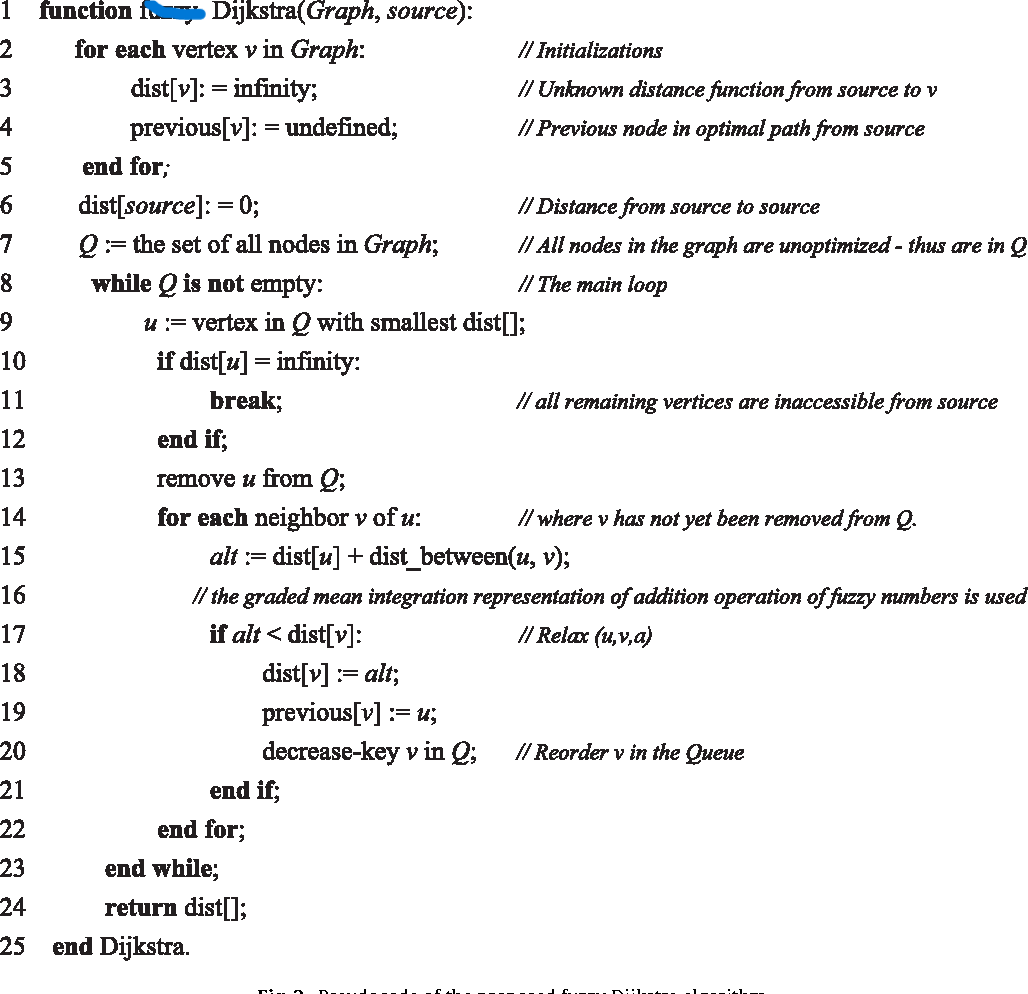 1 function Dijkstra(Graph, source):
2 for each vertex v in Graph: // Initializations
3 dist[v]: = infinity; // Unknown distance function from source to v
4 previous[v]: = undefined; // Previous node in optimal path from source
5 end for;
6 dist[source]: = 0; // Distance from source to source
7 Q := the set of all nodes in Graph; // All nodes in the graph are unoptimized - thus are in Q
8 while Q is not empty: // The main loop
9 u := vertex in Q with smallest dist[];
10 if dist[u] = infinity:
11 break; // all remaining vertices are inaccessible from source
12 end if;
13 remove u from Q;
14 for each neighbor v of u: // where v has not yet been removed from Q.
15 alt := dist[u] + dist_between(u, v);
16 // the graded mean integration representation of addition operation of fuzzy numbers is used
17 if alt < dist[v]: // Relax (u,v,a)
18 dist[v] := alt;
19 previous[v] := u;
20 decrease-key v in Q; // Reorder v in the Queue
21 end if;
22 end for;
23 end while;
24 return dist[];
25 end Dijkstra.